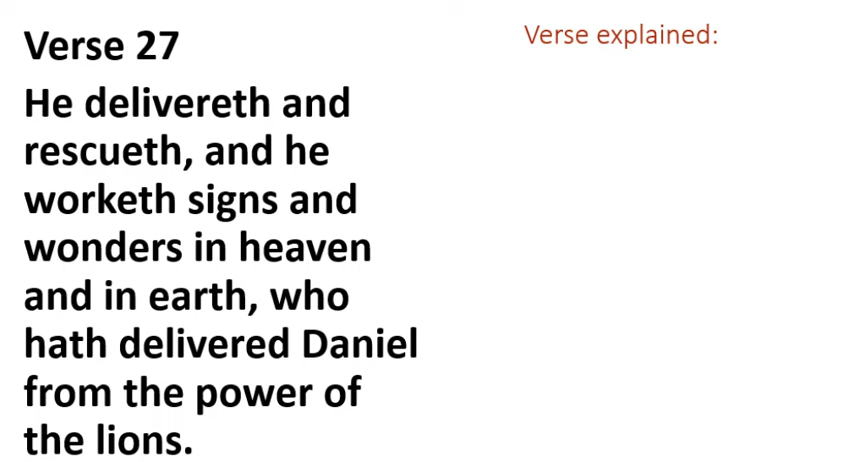 Verse 27
He delivereth and
rescueth, and he
worketh signs and
wonders in heaven
and in earth, who
hath delivered Daniel
from the power of
the lions.
Verse explained: